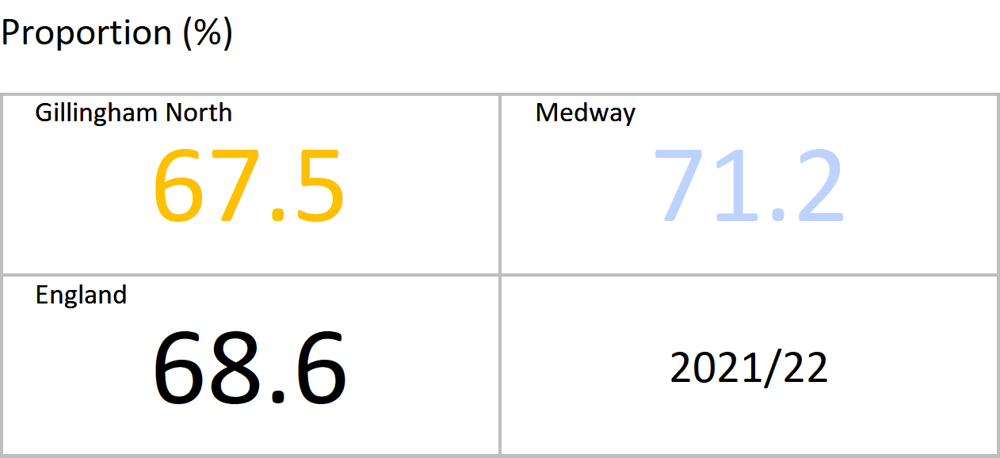 Proportion (%)
Gillingham North
67.5
Medway
71.2
England
68.6
2021/22